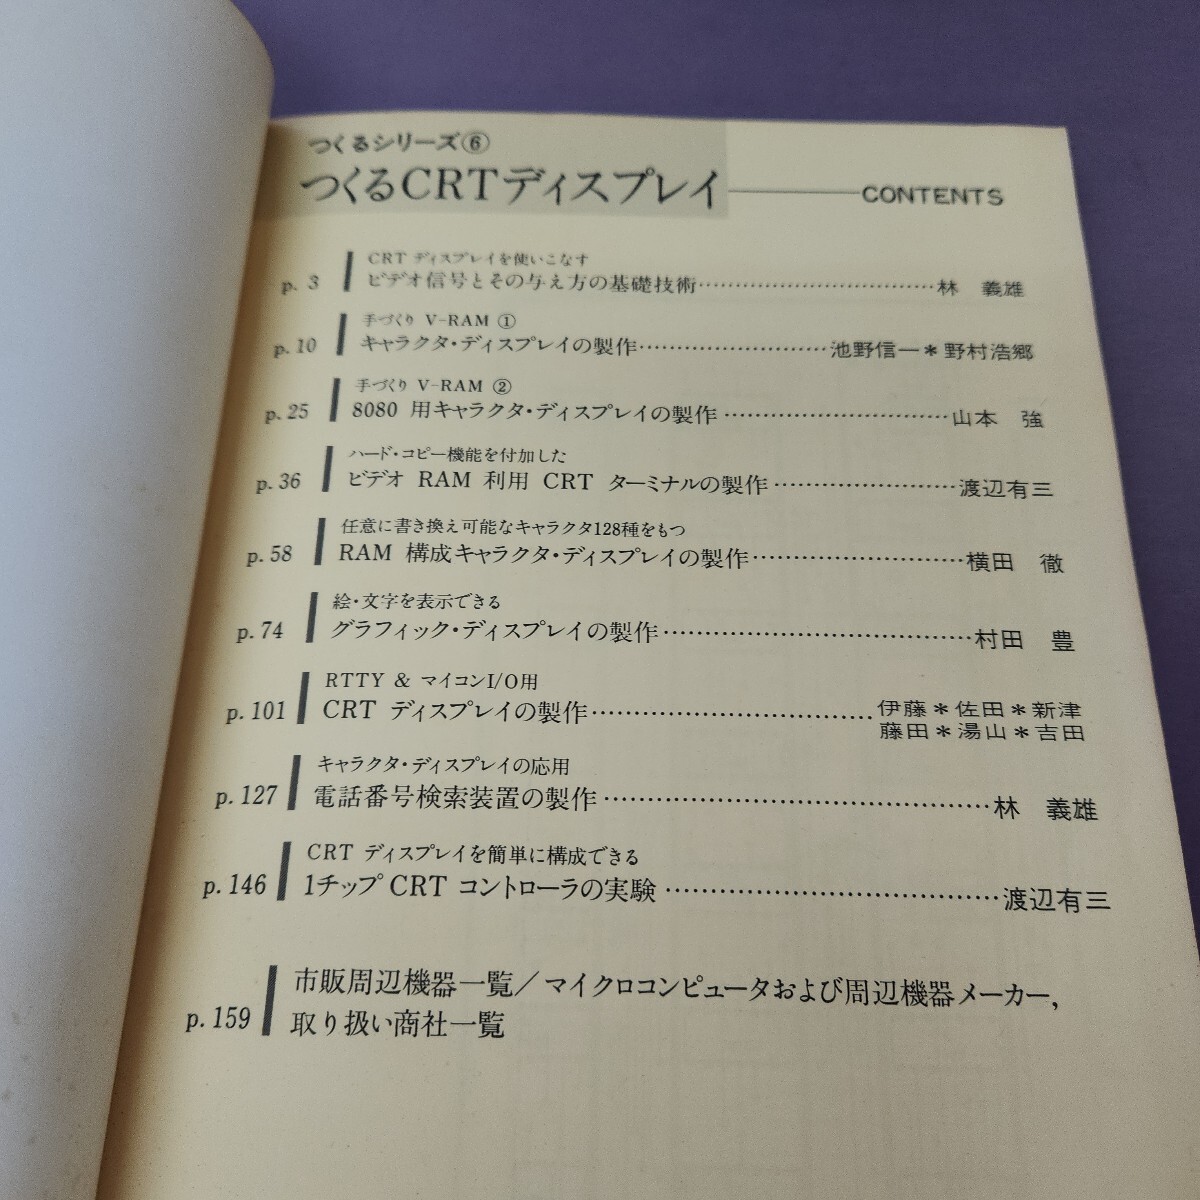 つくるシリーズ⑥
つくるCRTディスプレイ CONTENTS
CRT ディスプレイを使いこなす
p. 3 ビデオ信号とその与え方の基礎技術……………………………林 義雄
手づくり V-RAM ①
p.10 キャラクタ・ディスプレイの製作………………………池野信一＊野村浩郷
手づくり V-RAM ②
p.25 8080 用キャラクタ・ディスプレイの製作…………………………山本 強
ハード・コピー機能を付加した
p.36 ビデオ RAM 利用 CRT ターミナルの製作……………………渡辺有三
任意に書き換え可能なキャラクタ128種をもつ
p.58 RAM 構成キャラクタ・ディスプレイの製作………………………横田 徹
絵・文字を表示できる
p.74 グラフィック・ディスプレイの製作…………………………………村田 豊
RTTY & マイコンI/O用
p.101 CRT ディスプレイの製作………………………………伊藤＊佐田＊新津
藤田＊湯山＊吉田
キャラクタ・ディスプレイの応用
p.127 電話番号検索装置の製作…………………………………………林 義雄
CRT ディスプレイを簡単に構成できる
p.146 1チップ CRT コントローラの実験…………………………………渡辺有三
市販周辺機器一覧／マイクロコンピュータおよび周辺機器メーカー,
p.159 取り扱い商社一覧